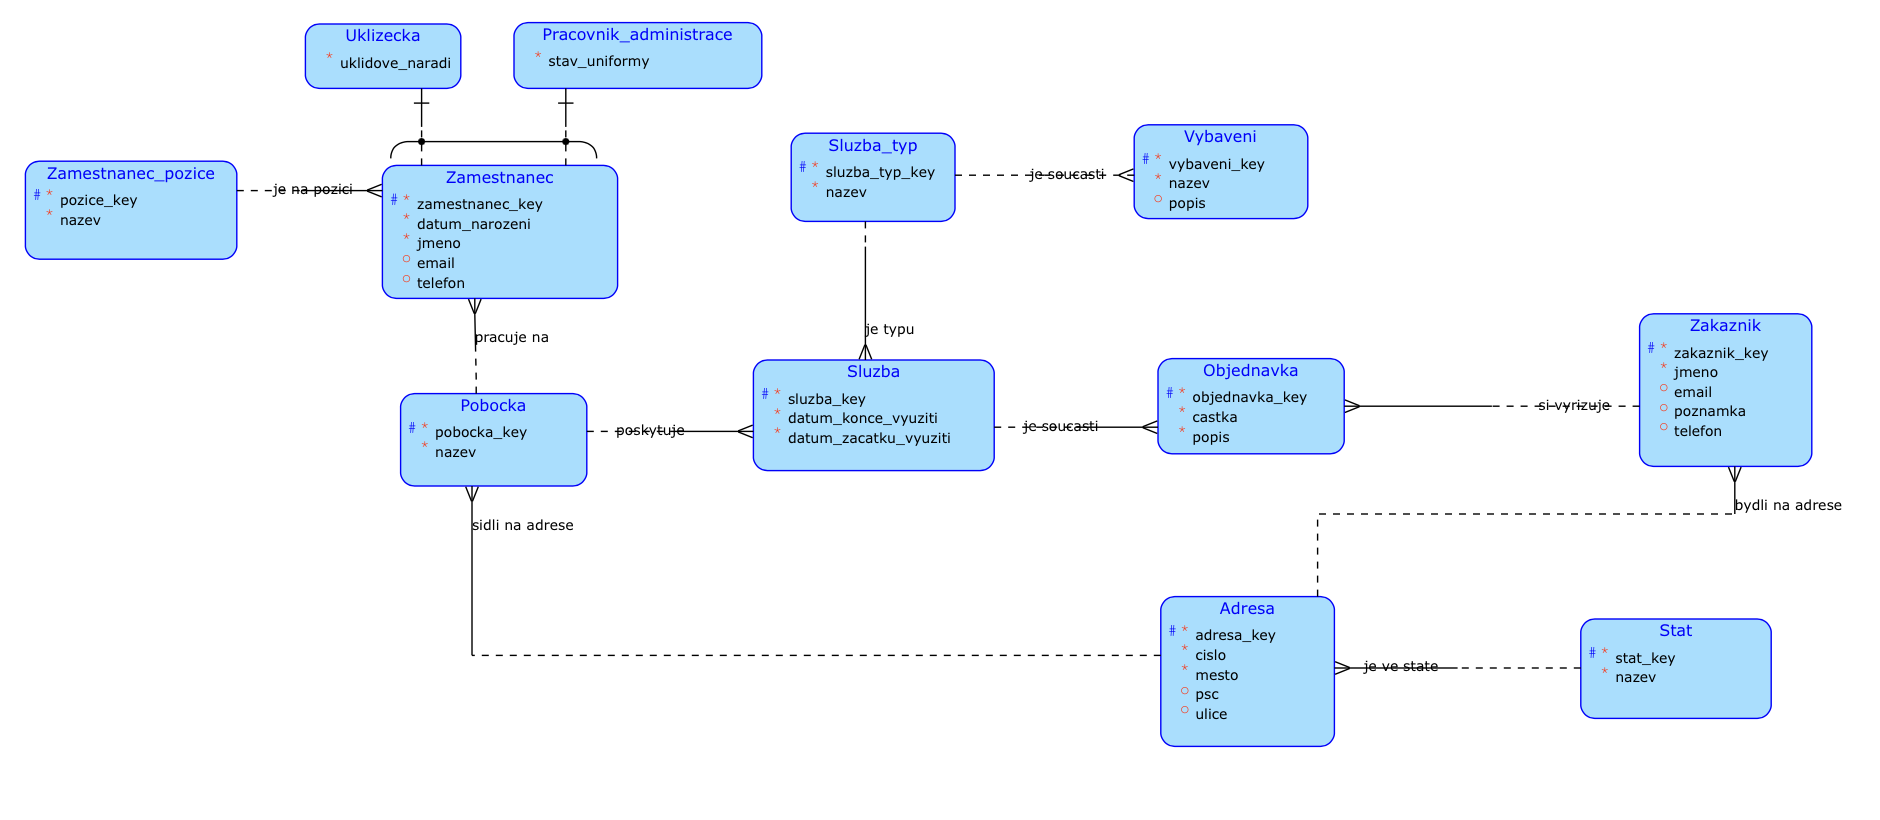 Uklizecka
* uklidove_naradi
Pracovnik_administrace
* stav_uniformy
Zamestnanec_pozice
# * pozice_key
* nazev
je na pozici
Zamestnanec
# * zamestnanec_key
* datum_narozeni
* jmeno
o email
o telefon
Sluzba_typ
# * sluzba_typ_key
* nazev
je soucasti
Vybaveni
# * vybaveni_key
* nazev
o popis
pracuje na
je typu
Pobocka
# * pobocka_key
* nazev
poskytuje
Sluzba
# * sluzba_key
* datum_konce_vyuziti
* datum_zacatku_vyuziti
je soucasti
Objednavka
# * objednavka_key
* castka
* popis
si vyrizuje
Zakaznik
# * zakaznik_key
* jmeno
o email
o poznamka
o telefon
sidli na adrese
bydli na adrese
Adresa
# * adresa_key
* cislo
* mesto
o psc
o ulice
je ve state
Stat
# * stat_key
* nazev